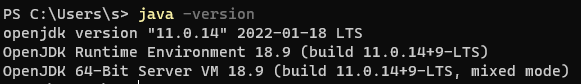 PS C:\Users\s> java -version
openjdk version "11.0.14" 2022-01-18 LTS
OpenJDK Runtime Environment 18.9 (build 11.0.14+9-LTS)
OpenJDK 64-Bit Server VM 18.9 (build 11.0.14+9-LTS, mixed mode)